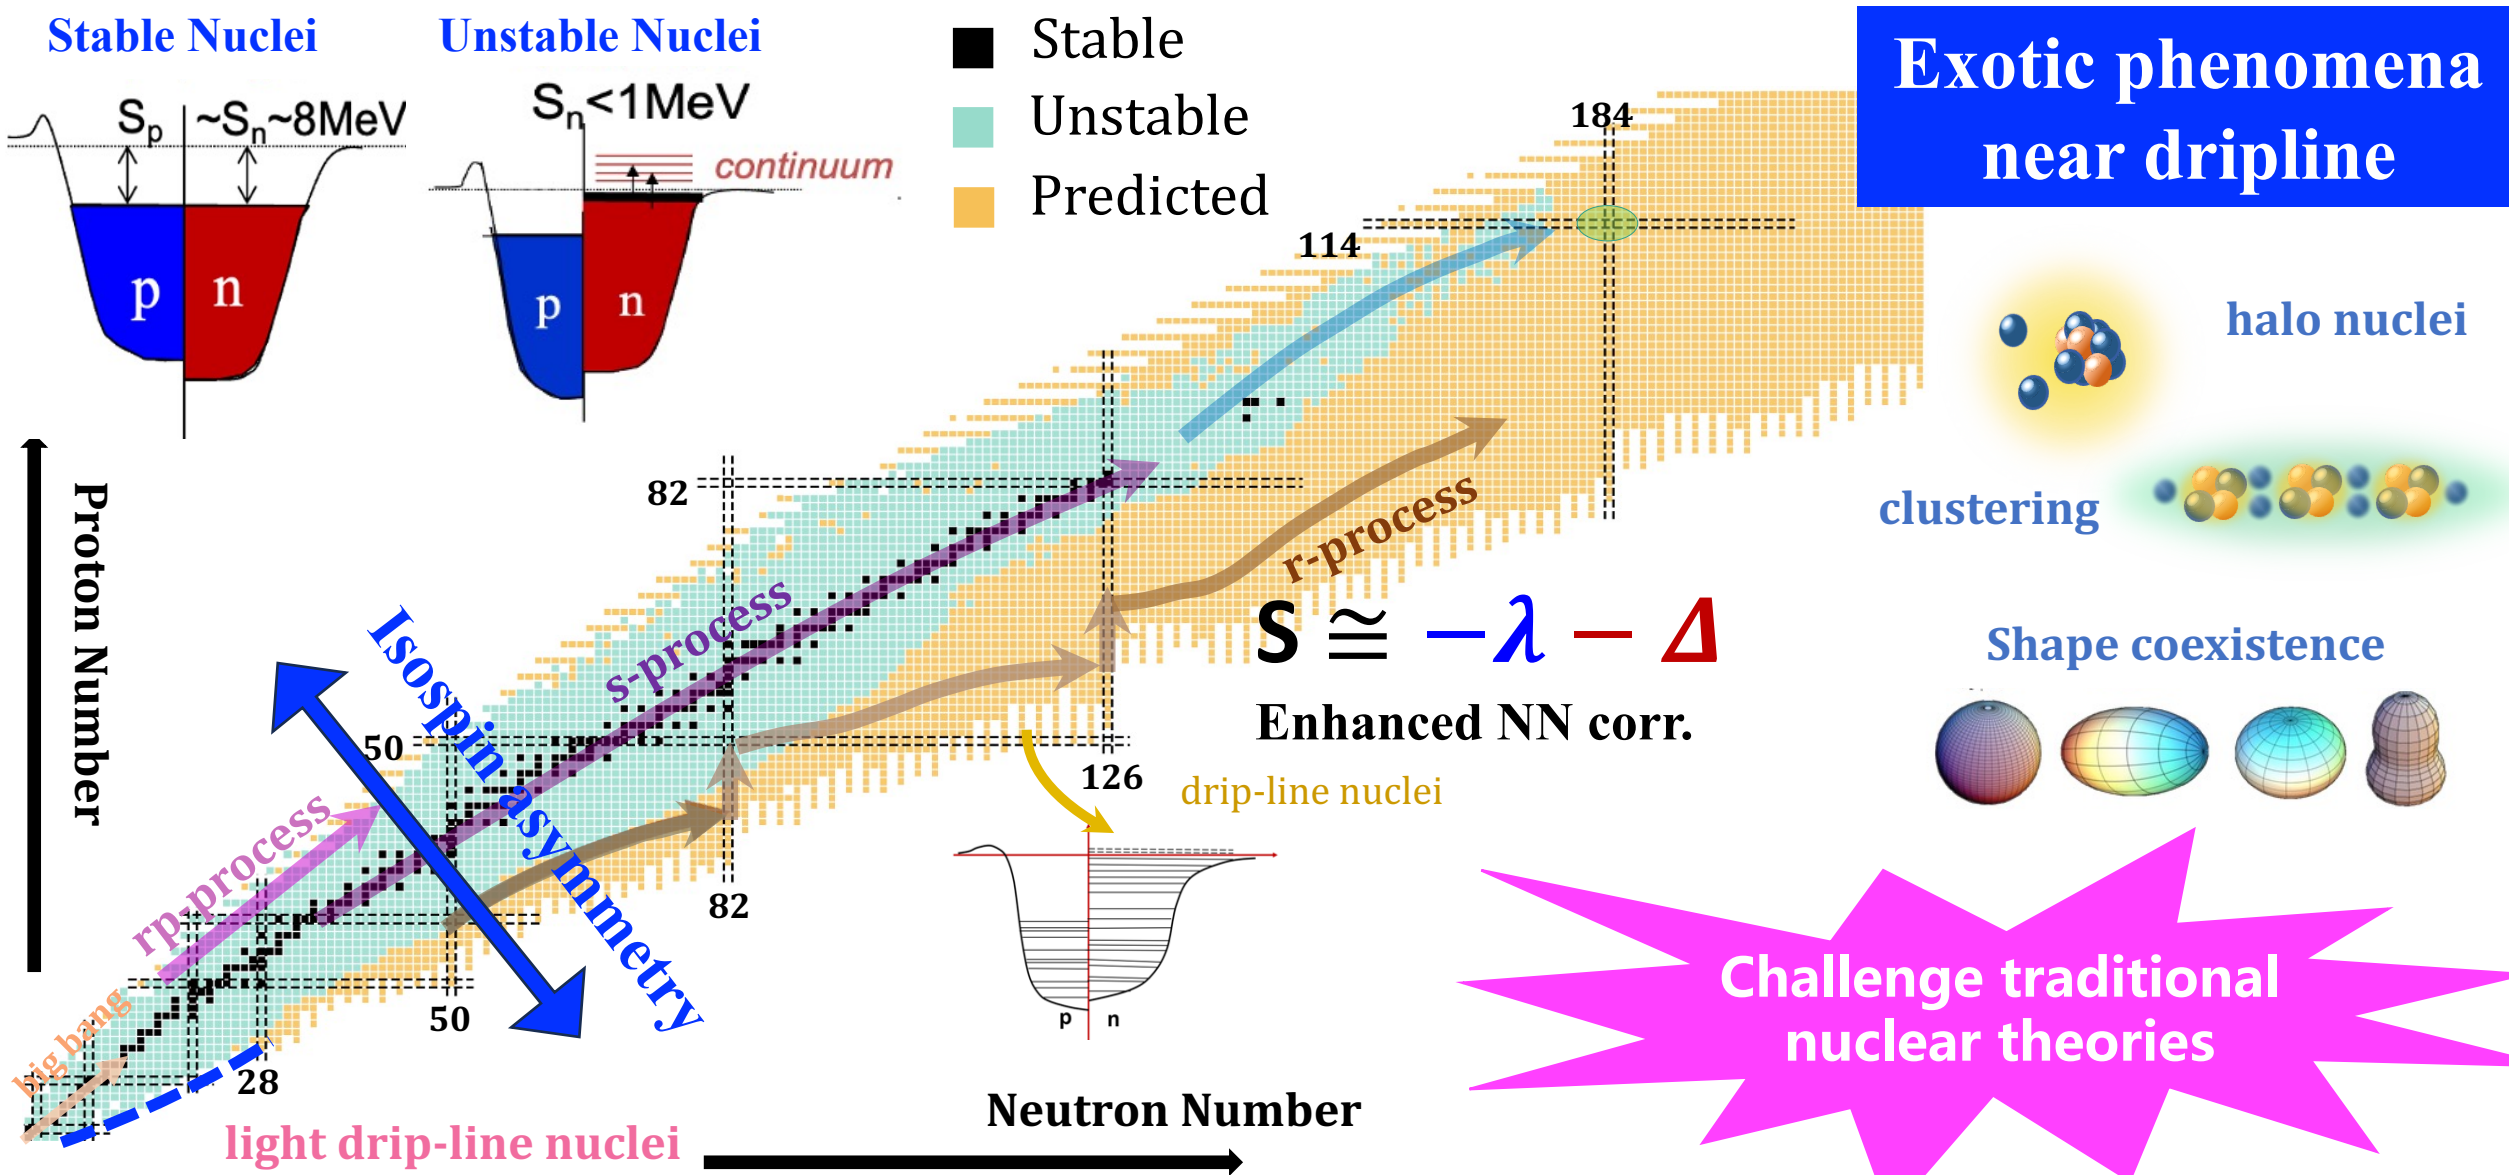 Stable Nuclei
Unstable Nuclei
Sp
~Sn~8MeV
Sn<1MeV
continuum
p
n
p
n
Stable
Unstable
Predicted
Exotic phenomena
near dripline
184
114
82
50
126
82
50
28
halo nuclei
clustering
Shape coexistence
Proton Number
Isospin asymmetry
s-process
r-process
rp-process
big bang
S ≅ −λ − Δ
Enhanced NN corr.
drip-line nuclei
p
n
Challenge traditional
nuclear theories
Neutron Number
light drip-line nuclei